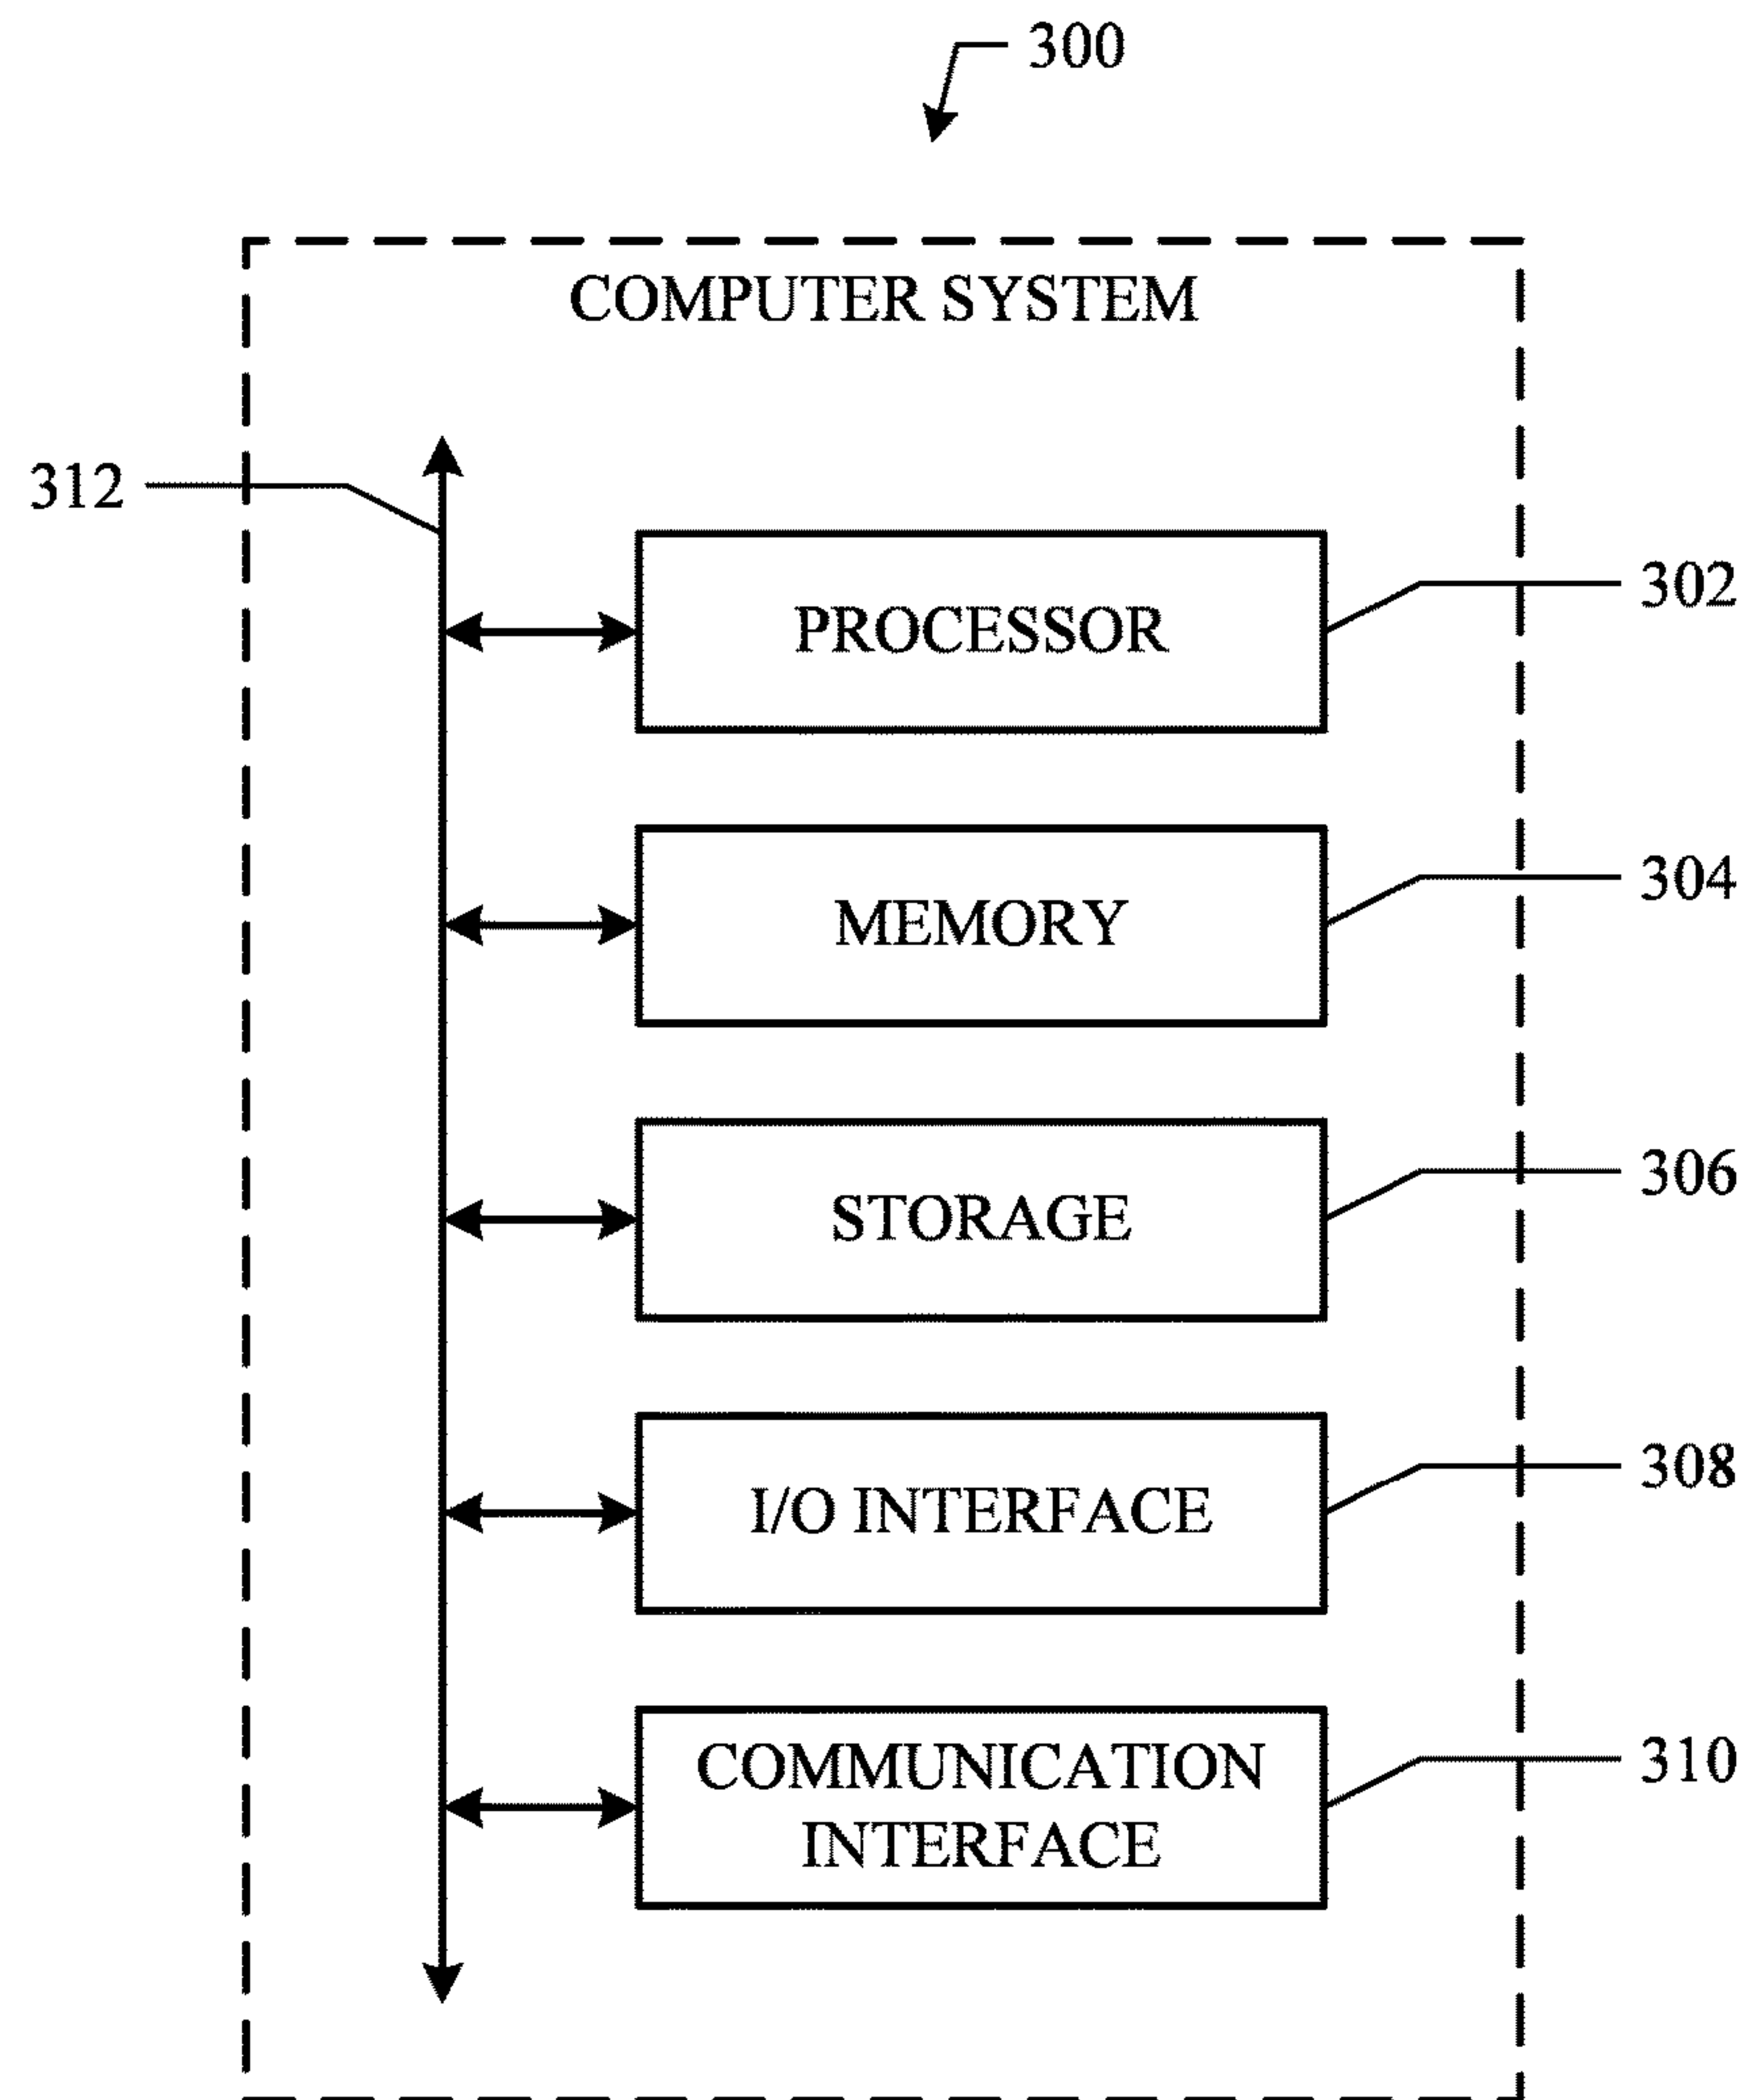 300
COMPUTER SYSTEM
312
PROCESSOR
302
MEMORY
304
STORAGE
306
I/O INTERFACE
308
COMMUNICATION
INTERFACE
310